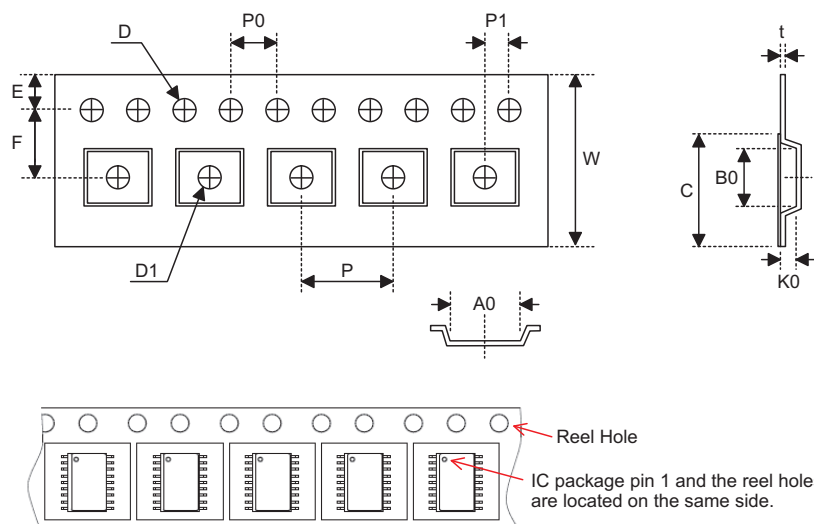 D
P0
P1
t
E
F
W
C
B0
D1
P
K0
A0
Reel Hole
IC package pin 1 and the reel hole
are located on the same side.